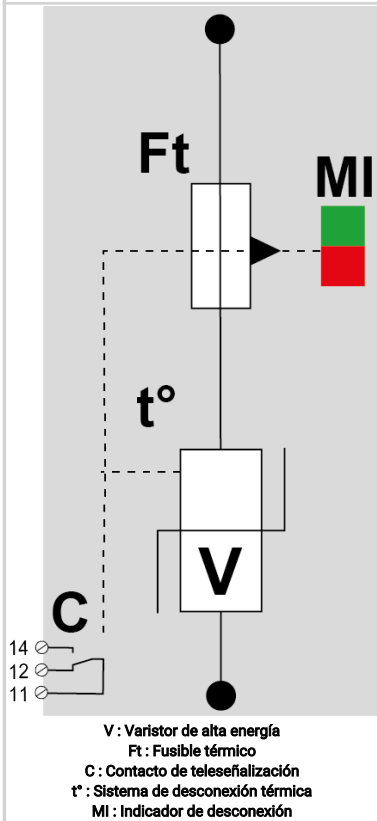 Ft
MI
t°
V
C
14
12
11
V : Varistor de alta energía
Ft : Fusible térmico
C : Contacto de teleseñalización
t° : Sistema de desconexión térmica
MI : Indicador de desconexión